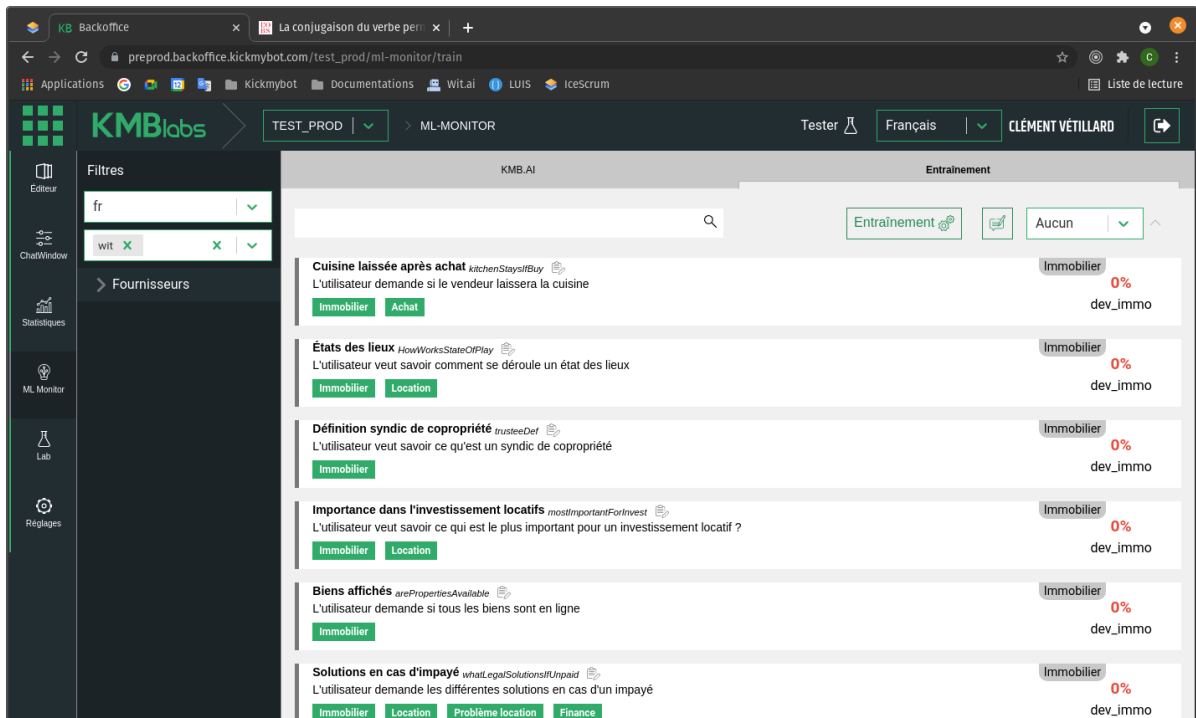 KB Backoffice
La conjugaison du verbe pern
preprod.backoffice.kickmybot.com/test_prod/ml-monitor/train
C
Applications
12
Kickmybot
Documentations
Wit.ai
LUIS
IceScrum
Liste de lecture
KMBlabs
TEST_PROD
ML-MONITOR
Tester
Français
CLÉMENT VÉTILLARD
Éditeur
ChatWindow
Statistiques
ML Monitor
Lab
Réglages
Filtres
fr
wit
Fournisseurs
KMB.AI
Entraînement
Entraînement
Aucun
Cuisine laissée après achat kitchenStaysIfBuy
L'utilisateur demande si le vendeur laissera la cuisine
Immobilier Achat
Immobilier
0%
dev_immo
États des lieux HowWorksStateOfPlay
L'utilisateur veut savoir comment se déroule un état des lieux
Immobilier Location
Immobilier
0%
dev_immo
Définition syndic de copropriété trusteeDef
L'utilisateur veut savoir ce qu'est un syndic de copropriété
Immobilier
Immobilier
0%
dev_immo
Importance dans l'investissement locatifs mostImportantForInvest
L'utilisateur veut savoir ce qui est le plus important pour un investissement locatif ?
Immobilier Location
Immobilier
0%
dev_immo
Biens affichés arePropertiesAvailable
L'utilisateur demande si tous les biens sont en ligne
Immobilier
Immobilier
0%
dev_immo
Solutions en cas d'impayé whatLegalSolutionsIfUnpaid
L'utilisateur demande les différentes solutions en cas d'un impayé
Immobilier Location Problème location Finance
Immobilier
0%
dev_immo